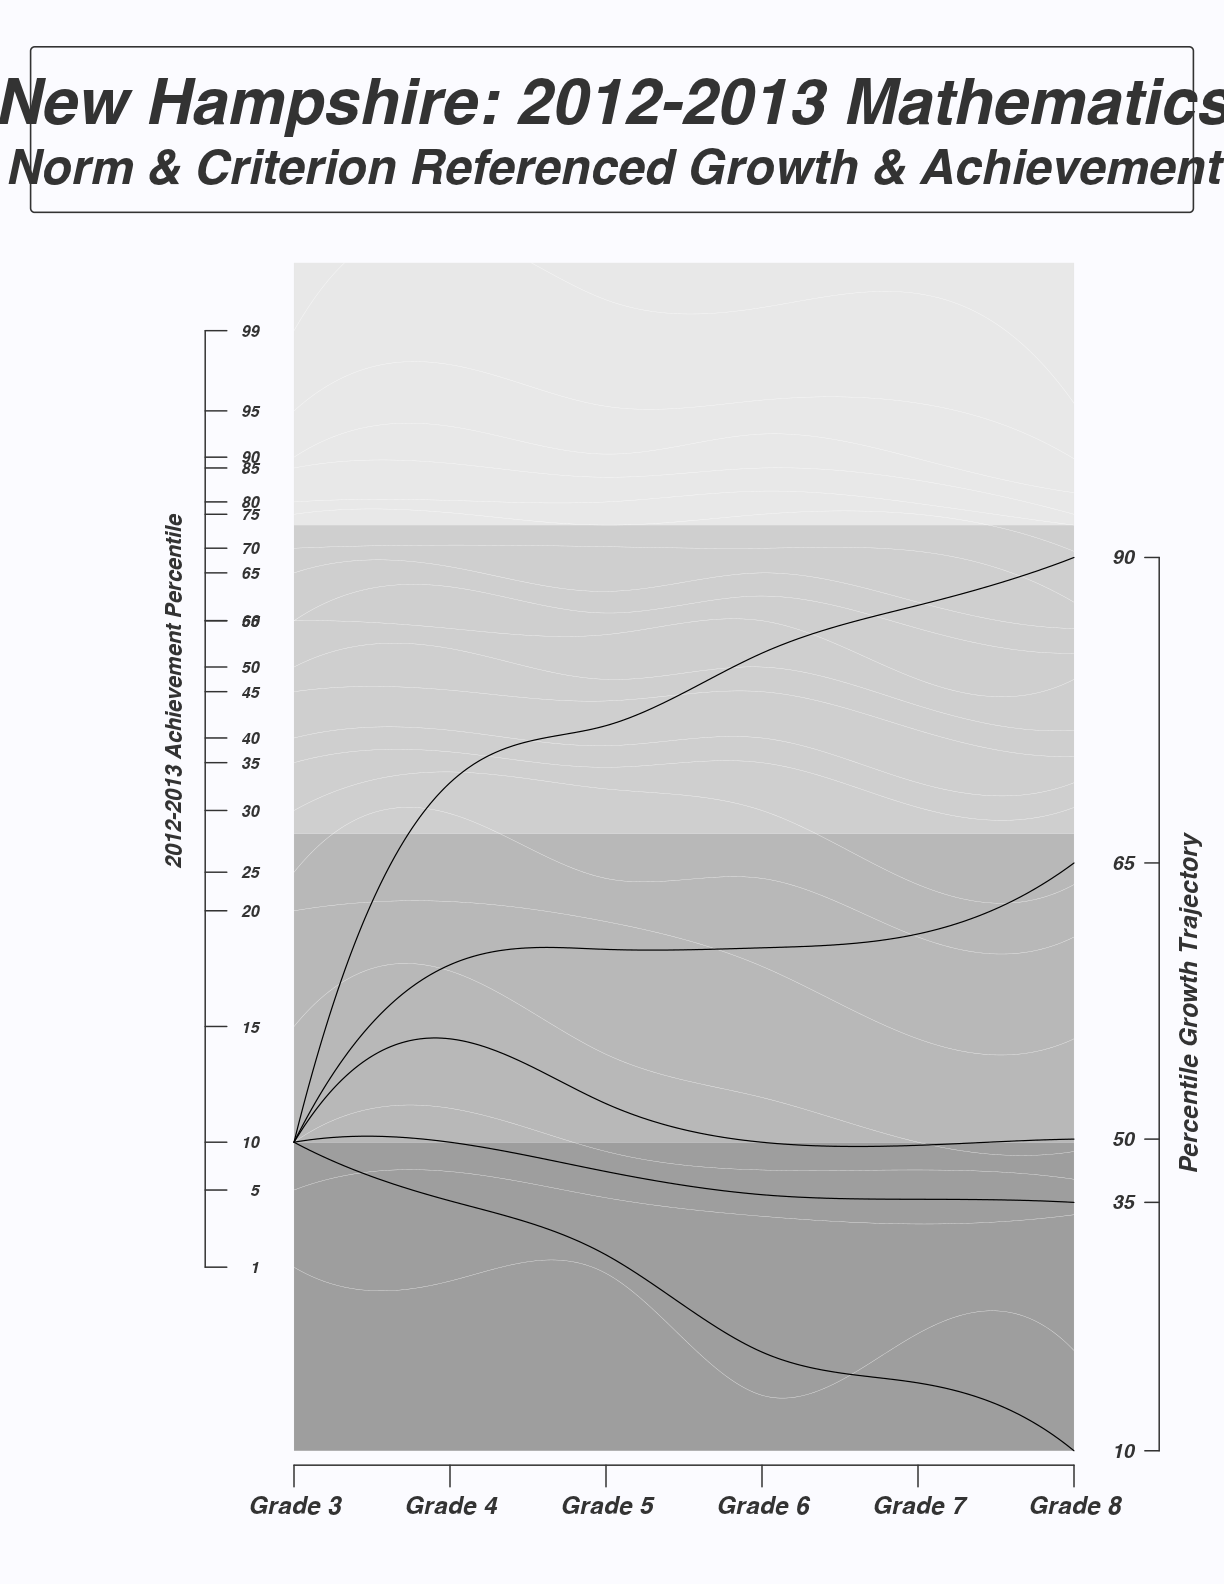 New Hampshire: 2012-2013 Mathematics
Norm & Criterion Referenced Growth & Achievement
2012-2013 Achievement Percentile
99
95
90
85
80
75
70
65
60
50
45
40
35
30
25
20
15
10
5
1
90
65
50
35
10
Percentile Growth Trajectory
Grade 3
Grade 4
Grade 5
Grade 6
Grade 7
Grade 8